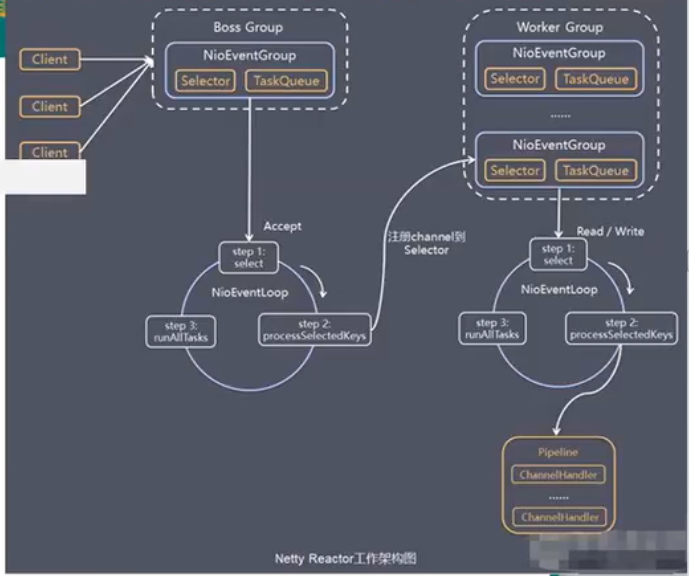 Boss Group
NioEventGroup
Selector
TaskQueue
Client
Client
Client
Worker Group
NioEventGroup
Selector
TaskQueue
......
NioEventGroup
Selector
TaskQueue
Accept
step 1:
select
NioEventLoop
step 2:
processSelectedKeys
step 3:
runAllTasks
注册channel到
Selector
Read / Write
step 1:
select
NioEventLoop
step 2:
processSelectedKeys
step 3:
runAllTasks
Pipeline
ChannelHandler
......
ChannelHandler
Netty Reactor工作架构图